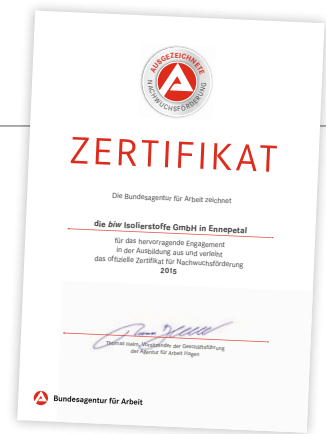 AUSGEZEICHNETE
NACHWUCHSFÖRDERUNG
ZERTIFIKAT
Die Bundesagentur für Arbeit zeichnet
die biw Isolierstoffe GmbH in Ennepetal
für das hervorragende Engagement
in der Ausbildung aus und verleiht
das offizielle Zertifikat für Nachwuchsförderung
2015
Thomas Helm, Vorsitzender der Geschäftsführung
der Agentur für Arbeit Hagen
Bundesagentur für Arbeit